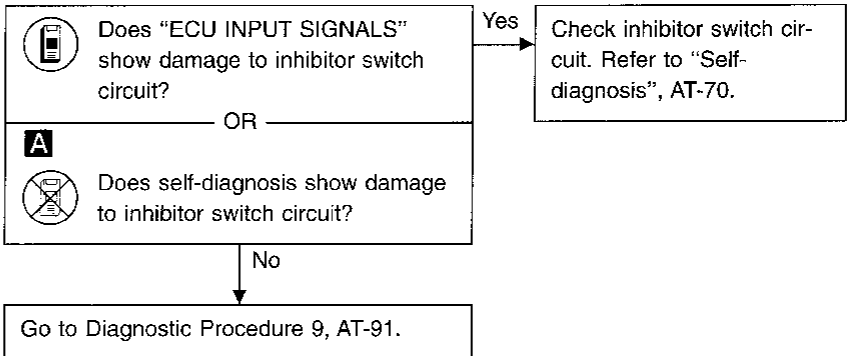 Does “ECU INPUT SIGNALS”
show damage to inhibitor switch
circuit?
Yes
Check inhibitor switch cir-
cuit. Refer to “Self-
diagnosis”, AT-70.
OR
A
Does self-diagnosis show damage
to inhibitor switch circuit?
No
Go to Diagnostic Procedure 9, AT-91.